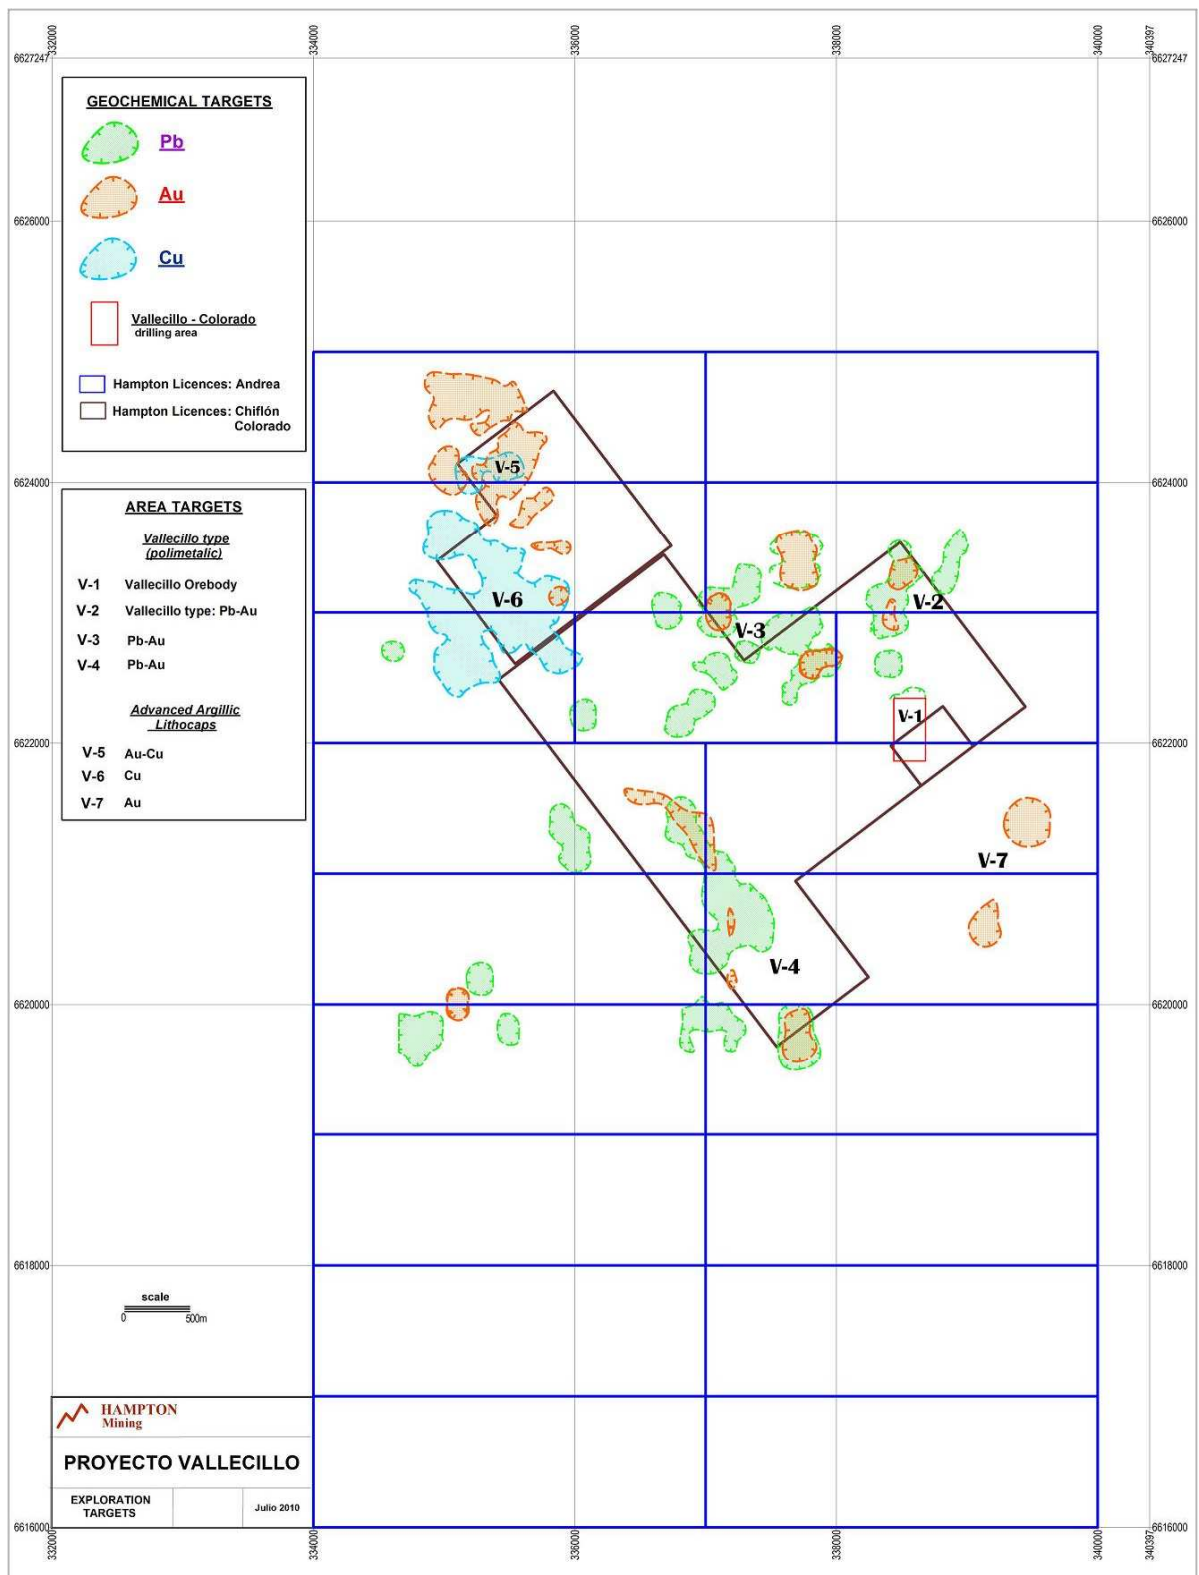 332000
334000
336000
338000
340000
340397
6627247
6627247
GEOCHEMICAL TARGETS
Pb
Au
Cu
Vallecillo - Colorado
drilling area
Hampton Licences: Andrea
Hampton Licences: Chiflón
Colorado
6626000
6626000
6624000
6624000
AREA TARGETS
Vallecillo type
(polimetalic)
V-1 Vallecillo Orebody
V-2 Vallecillo type: Pb-Au
V-3 Pb-Au
V-4 Pb-Au
Advanced Argillic
Lithocaps
V-5 Au-Cu
V-6 Cu
V-7 Au
V-5
V-6
V-2
V-3
V-1
6622000
6622000
V-7
V-4
6620000
6620000
6618000
6618000
scale
0 500m
HAMPTON
Mining
PROYECTO VALLECILLO
EXPLORATION
TARGETS
Julio 2010
6616000
6616000
332000
334000
336000
338000
340000
340397